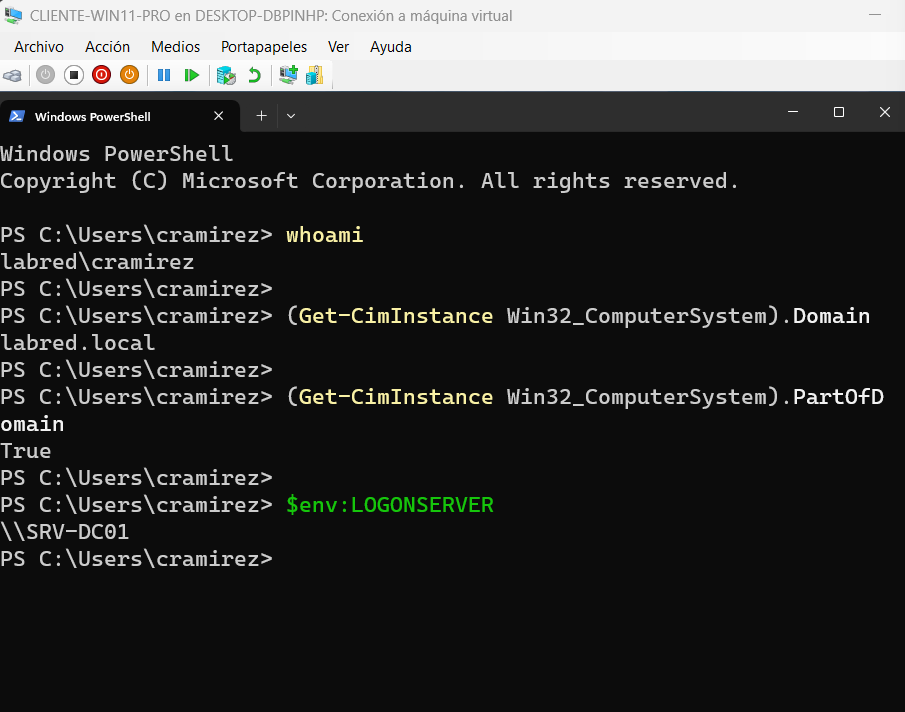 CLIENTE-WIN11-PRO en DESKTOP-DBPINHP: Conexión a máquina virtual
Archivo Acción Medios Portapapeles Ver Ayuda
Windows PowerShell
Windows PowerShell
Copyright (C) Microsoft Corporation. All rights reserved.
PS C:\Users\cramirez> whoami
labred\cramirez
PS C:\Users\cramirez>
PS C:\Users\cramirez> (Get-CimInstance Win32_ComputerSystem).Domain
labred.local
PS C:\Users\cramirez>
PS C:\Users\cramirez> (Get-CimInstance Win32_ComputerSystem).PartOfD
omain
True
PS C:\Users\cramirez>
PS C:\Users\cramirez> $env:LOGONSERVER
\\SRV-DC01
PS C:\Users\cramirez>